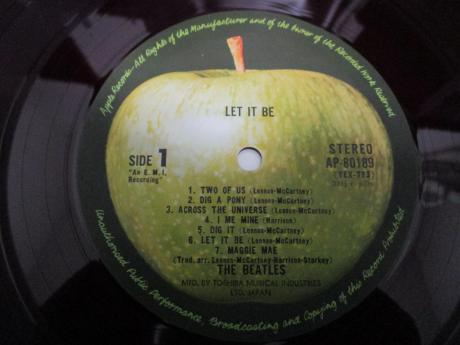 Apple Records-All Rights of the Manufacturer and of the Owner of the Recorded Work Reserved
LET IT BE
SIDE 1
"An E.M.I. Recording"
STEREO
AP-80189
(YEX-773)
1. TWO OF US (Lennon-McCartney)
2. DIG A PONY (Lennon-McCartney)
3. ACROSS THE UNIVERSE (Lennon-McCartney)
4. I ME MINE (Harrison)
5. DIG IT (Lennon-McCartney)
6. LET IT BE (Lennon-McCartney)
7. MAGGIE MAE
(Trad. arr. Lennon-McCartney-Harrison-Starkey)
THE BEATLES
MFD. BY TOSHIBA MUSICAL INDUSTRIES
LTD. JAPAN
Unauthorised Public Performance, Broadcasting and Copying of this Record Prohibited